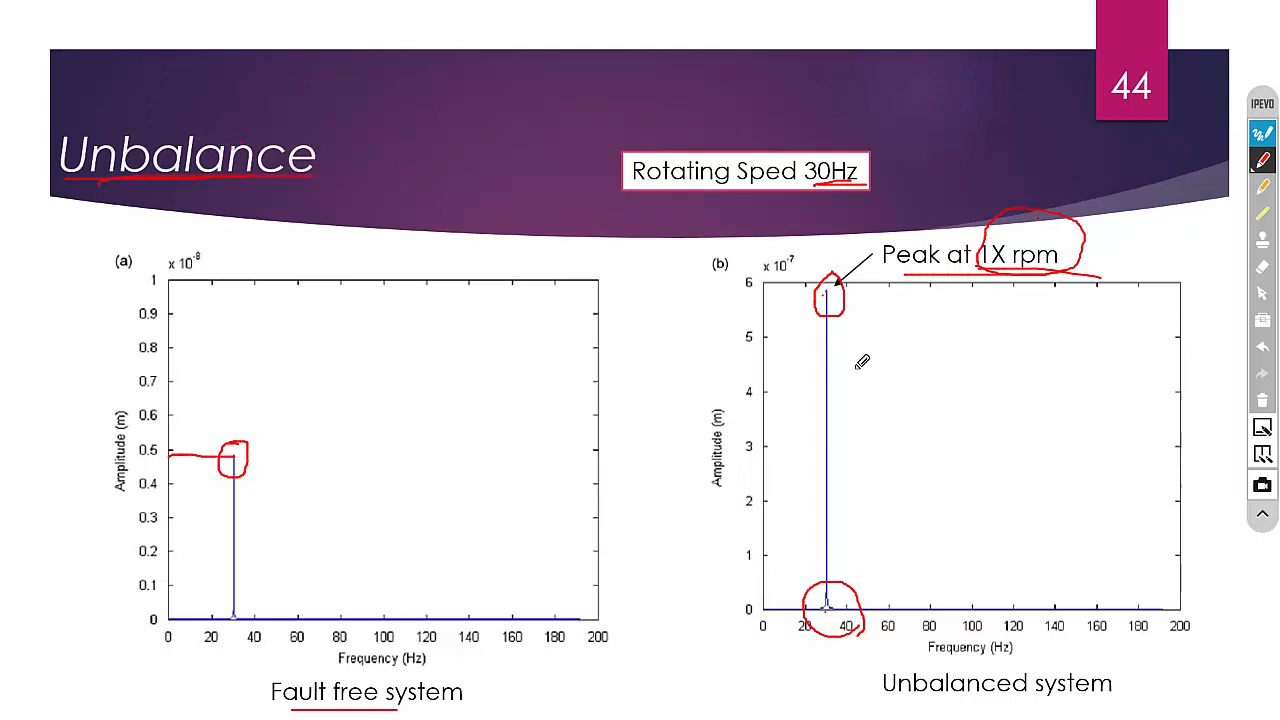 44
IPEVO
Unbalance
Rotating Sped 30Hz
Peak at 1X rpm
(a)
x 10⁻⁸
1
0.9
0.8
0.7
0.6
0.5
0.4
0.3
0.2
0.1
0
Amplitude (m)
0 20 40 60 80 100 120 140 160 180 200
Frequency (Hz)
Fault free system
(b)
x 10⁻⁷
6
5
4
3
2
1
0
Amplitude (m)
0 20 40 60 80 100 120 140 160 180 200
Frequency (Hz)
Unbalanced system